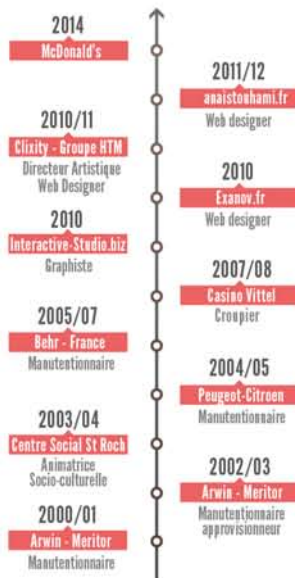 2014
McDonald's
2011/12
anaistouhami.fr
Web designer
2010/11
Clixity - Groupe HTM
Directeur Artistique
Web Designer
2010
Exanov.fr
Web designer
2010
Interactive-Studio.biz
Graphiste
2007/08
Casino Vittel
Croupier
2005/07
Behr - France
Manutentionnaire
2004/05
Peugeot-Citroen
Manutentionnaire
2003/04
Centre Social St Roch
Animatrice
Socio-culturelle
2002/03
Arwin - Meritor
Manutentionnaire
approvisionneur
2000/01
Arwin - Meritor
Manutentionnaire